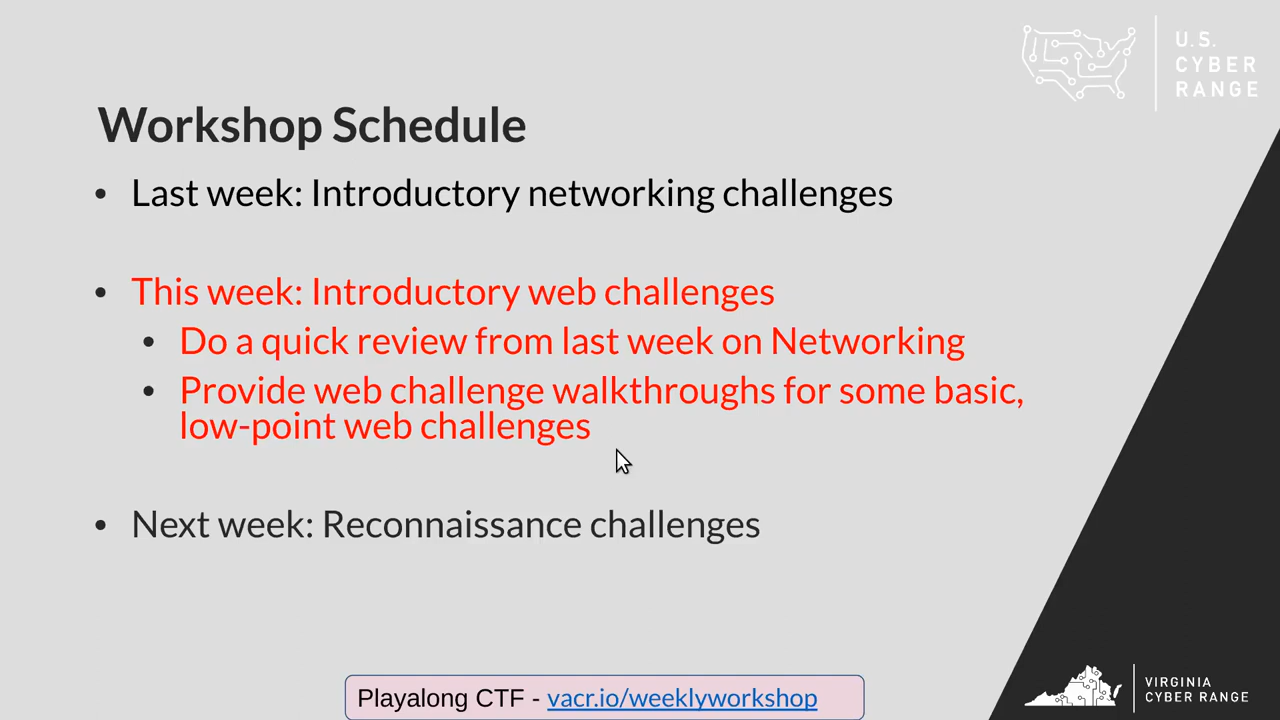 U.S.
CYBER
RANGE
Workshop Schedule
• Last week: Introductory networking challenges
• This week: Introductory web challenges
• Do a quick review from last week on Networking
• Provide web challenge walkthroughs for some basic,
low-point web challenges
• Next week: Reconnaissance challenges
Playalong CTF - vacr.io/weeklyworkshop
VIRGINIA
CYBER RANGE